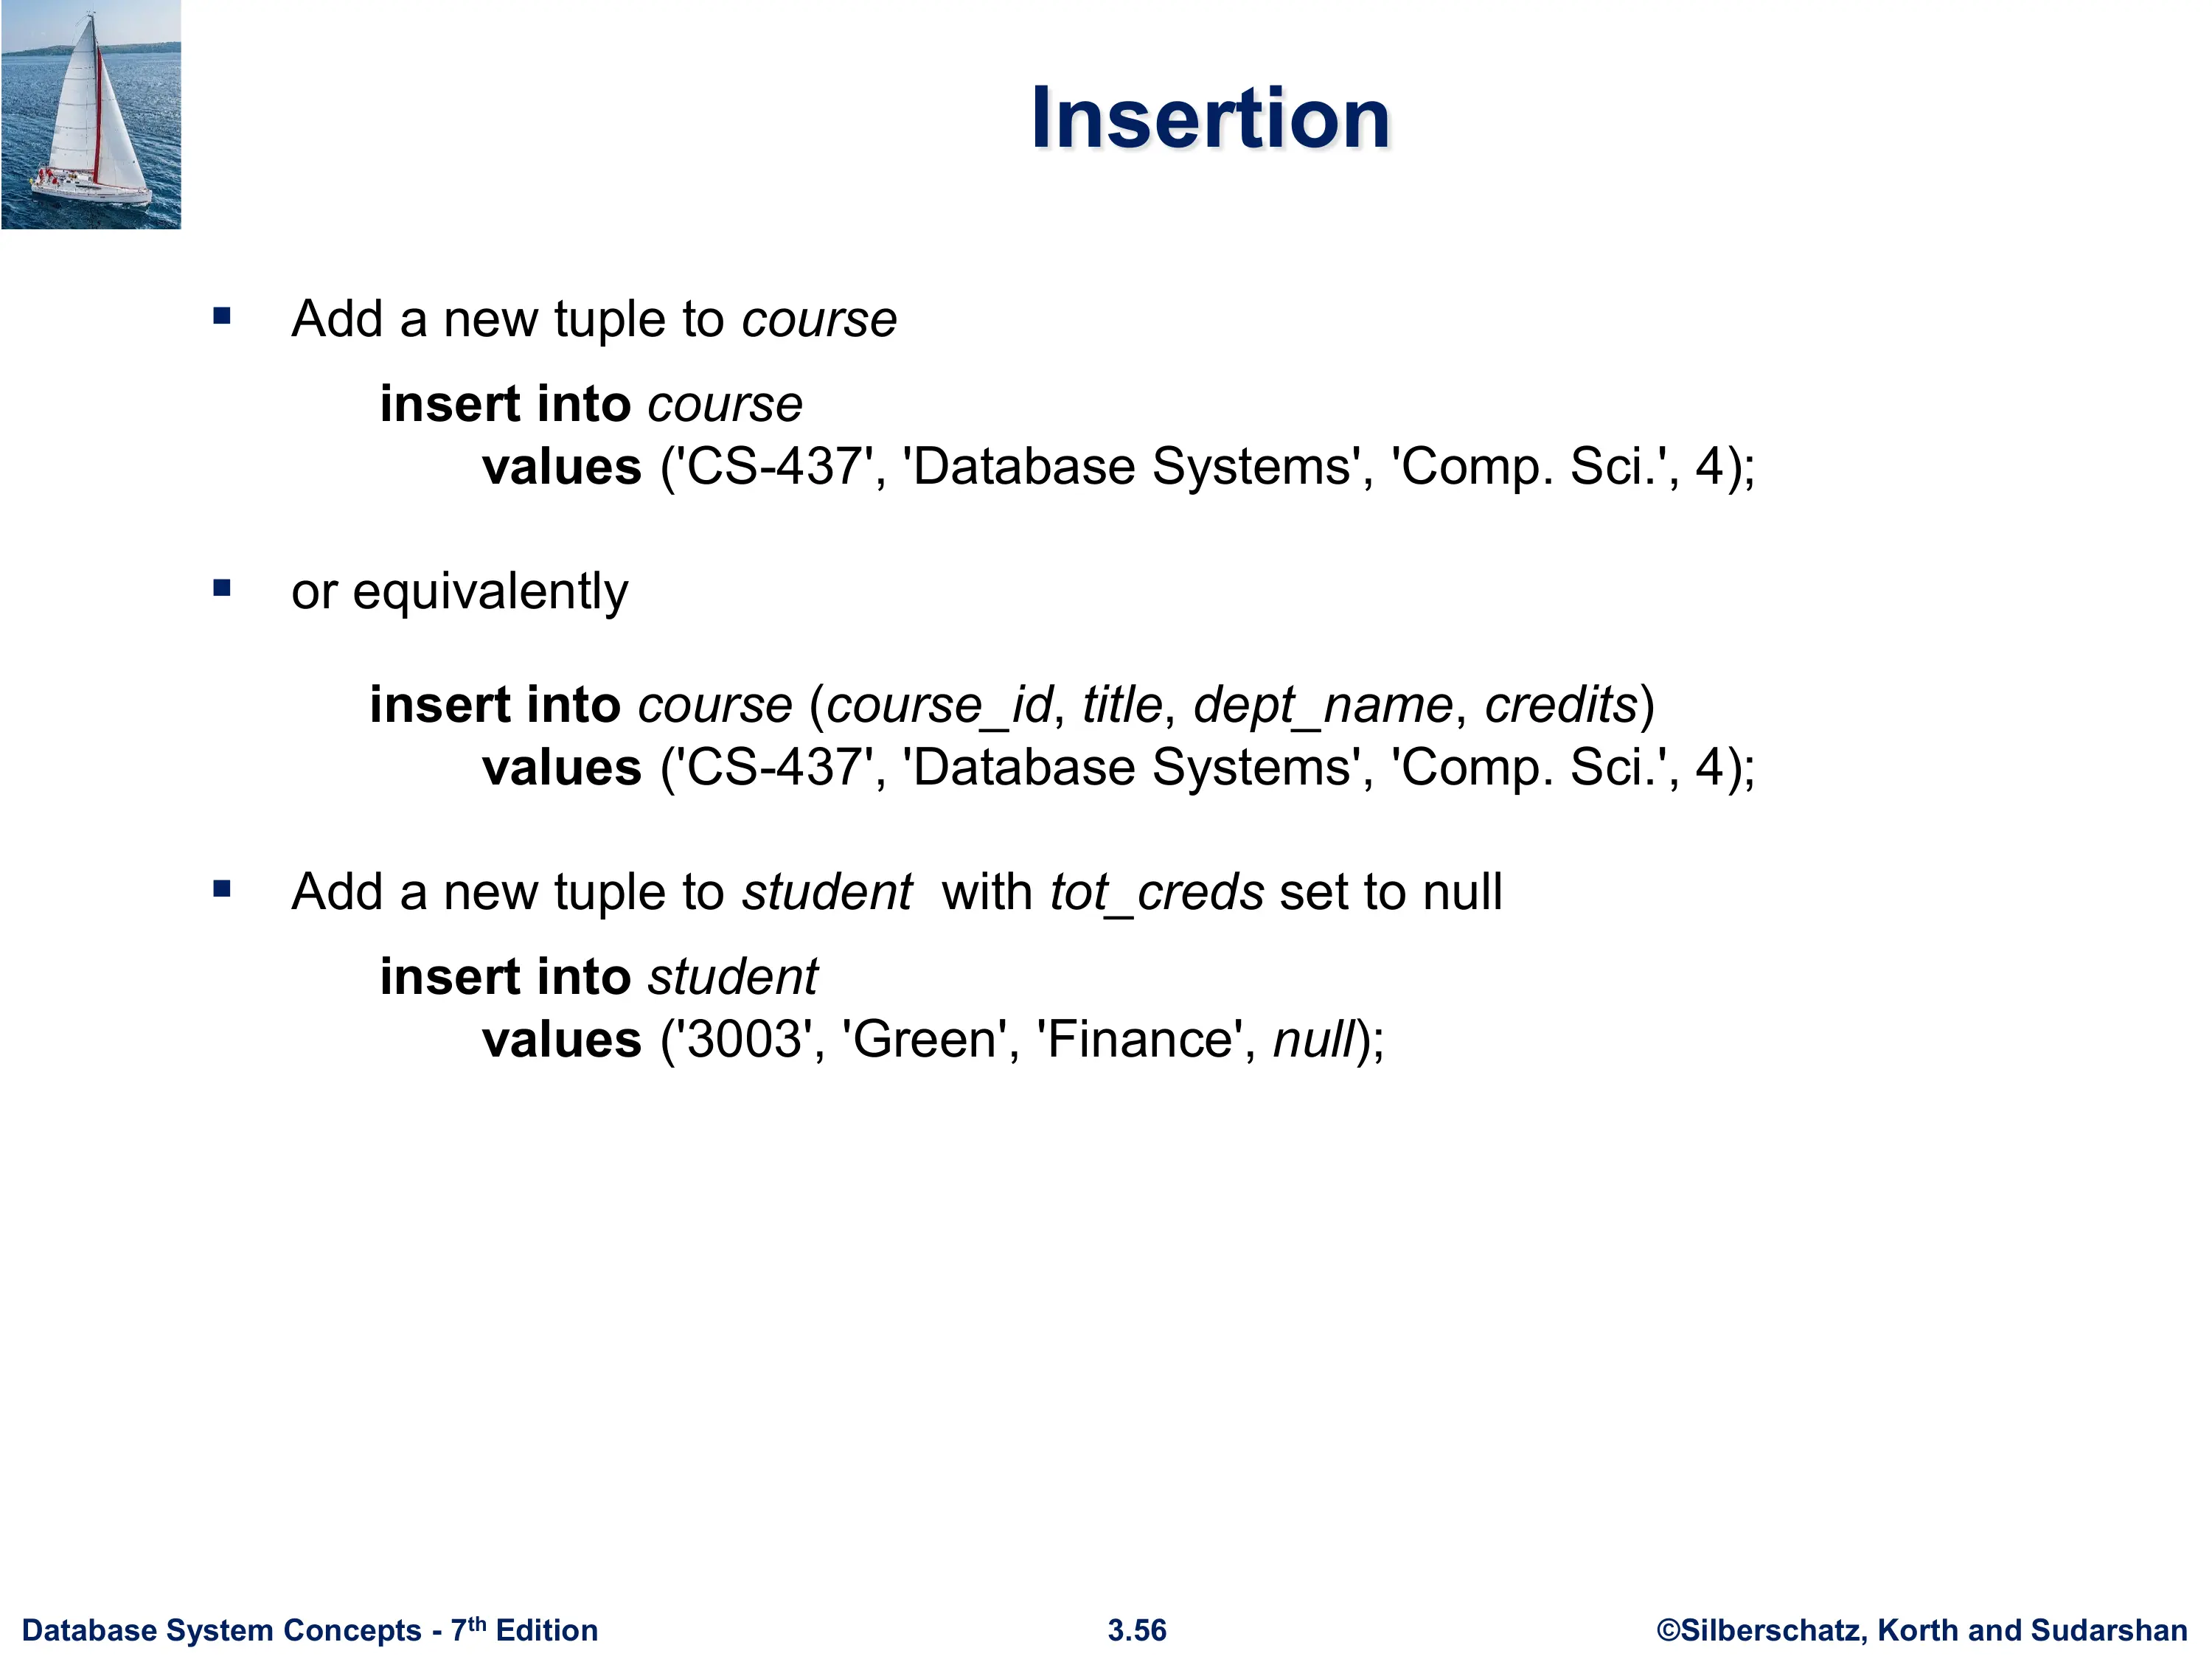 Insertion
▪ Add a new tuple to course
insert into course
values ('CS-437', 'Database Systems', 'Comp. Sci.', 4);
▪ or equivalently
insert into course (course_id, title, dept_name, credits)
values ('CS-437', 'Database Systems', 'Comp. Sci.', 4);
▪ Add a new tuple to student with tot_creds set to null
insert into student
values ('3003', 'Green', 'Finance', null);
Database System Concepts - 7th Edition 3.56 ©Silberschatz, Korth and Sudarshan